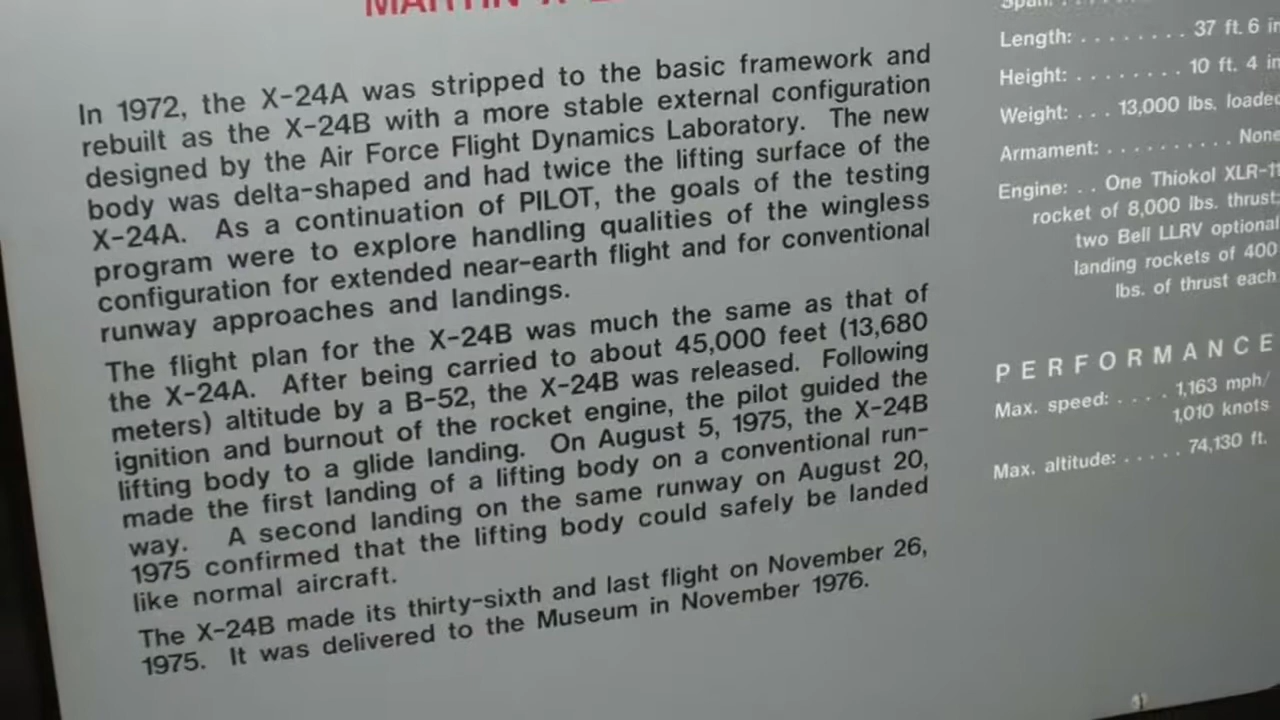 MARTIN X-
In 1972, the X-24A was stripped to the basic framework and
rebuilt as the X-24B with a more stable external configuration
designed by the Air Force Flight Dynamics Laboratory. The new
body was delta-shaped and had twice the lifting surface of the
X-24A. As a continuation of PILOT, the goals of the testing
program were to explore handling qualities of the wingless
configuration for extended near-earth flight and for conventional
runway approaches and landings.
The flight plan for the X-24B was much the same as that of
the X-24A. After being carried to about 45,000 feet (13,680
meters) altitude by a B-52, the X-24B was released. Following
ignition and burnout of the rocket engine, the pilot guided the
lifting body to a glide landing. On August 5, 1975, the X-24B
made the first landing of a lifting body on a conventional run-
way. A second landing on the same runway on August 20,
1975 confirmed that the lifting body could safely be landed
like normal aircraft.
The X-24B made its thirty-sixth and last flight on November 26,
1975. It was delivered to the Museum in November 1976.
Span: . . . .
Length: . . . . . . . . 37 ft. 6 in
Height: . . . . . . . . 10 ft. 4 in
Weight: . . . 13,000 lbs. loaded
Armament: . . . . . . . . . . None
Engine: . . One Thiokol XLR-11
rocket of 8,000 lbs. thrust
two Bell LLRV optional
landing rockets of 400
lbs. of thrust each
PERFORMANCE
Max. speed: . . . . 1,163 mph/
1,010 knots
Max. altitude: . . . . . 74,130 ft.